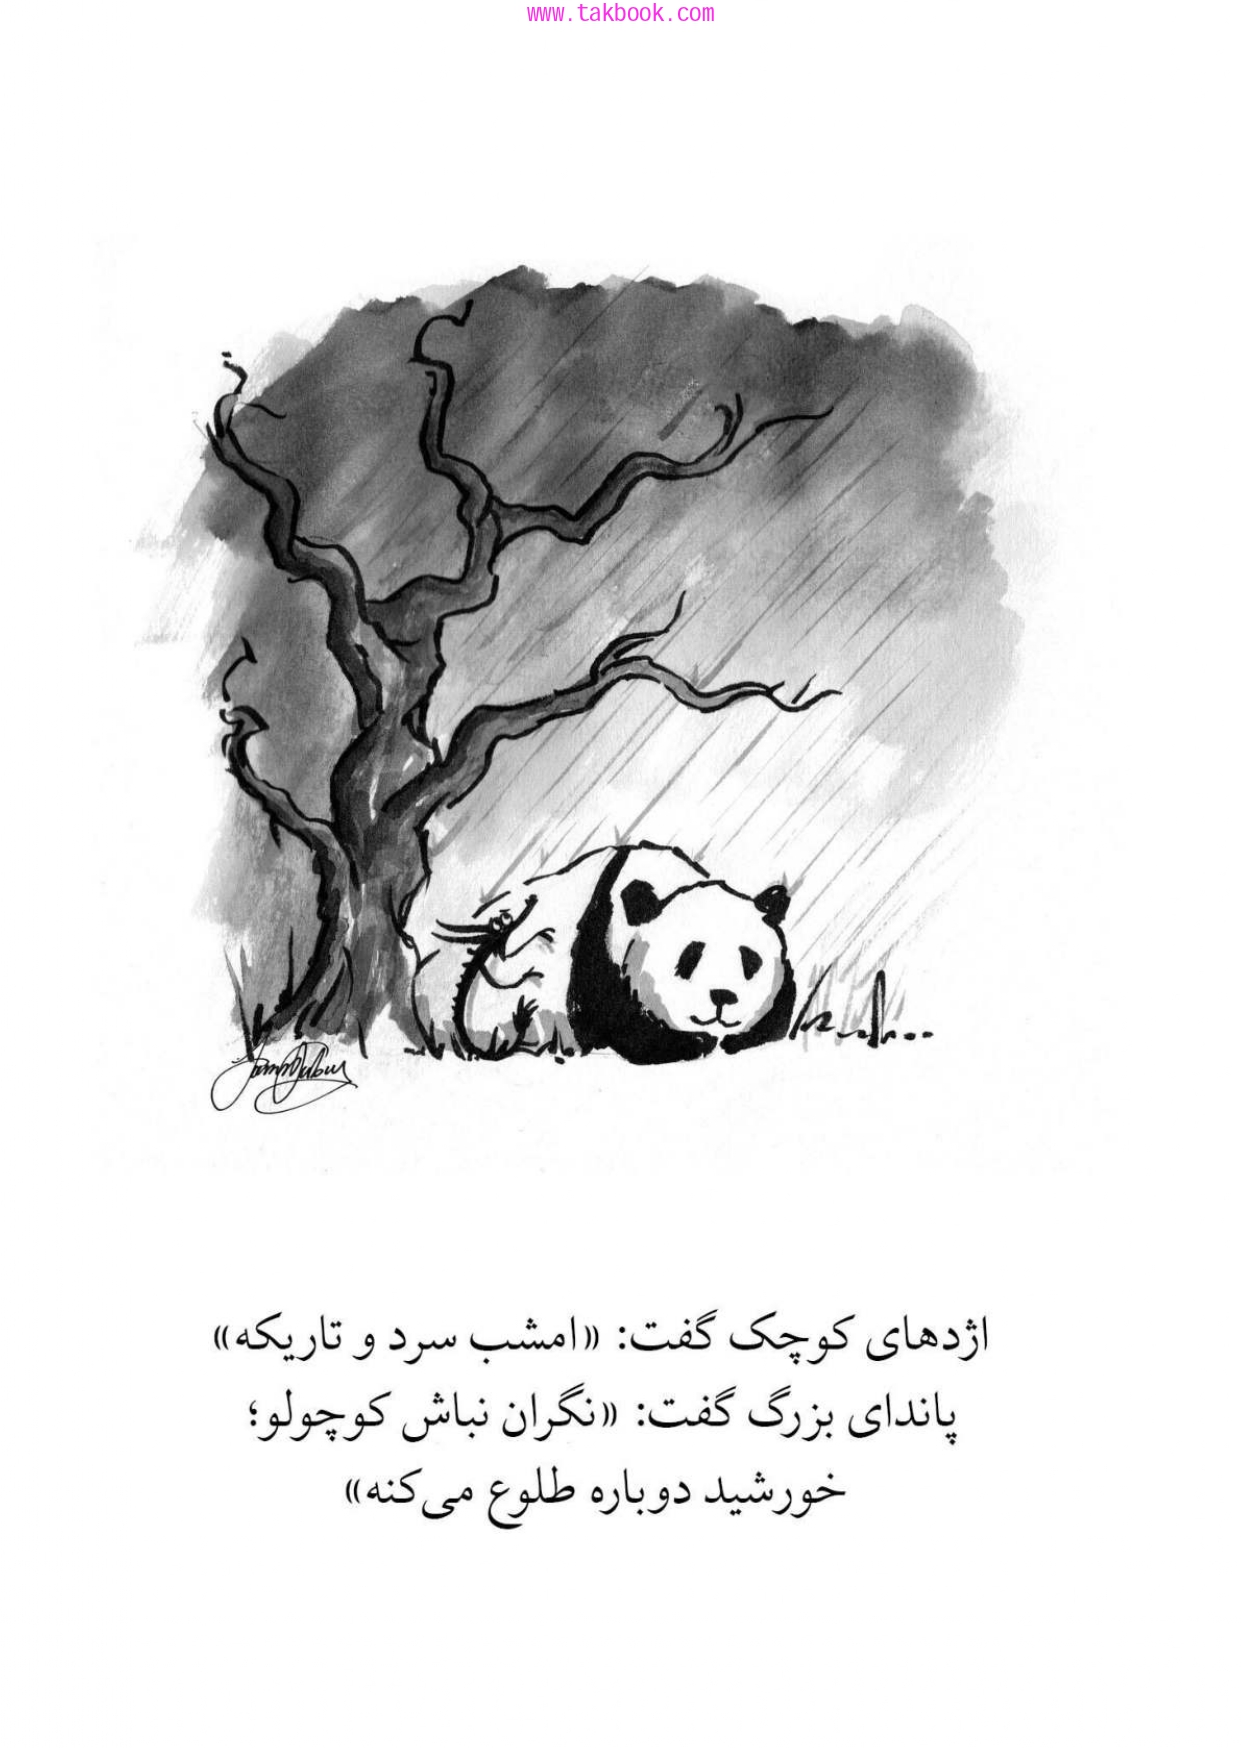 www.takbook.com
اژدهای کوچک گفت: «امشب سرد و تاریکه»
پاندای بزرگ گفت: «نگران نباش کوچولو؛
خورشید دوباره طلوع می‌کنه»